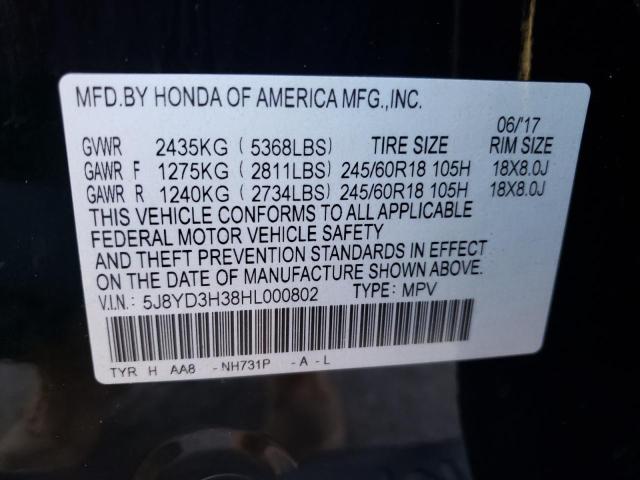 MFD.BY HONDA OF AMERICA MFG.,INC.
06/'17
GVWR 2435KG ( 5368LBS) TIRE SIZE RIM SIZE
GAWR F 1275KG ( 2811LBS) 245/60R18 105H 18X8.0J
GAWR R 1240KG ( 2734LBS) 245/60R18 105H 18X8.0J
THIS VEHICLE CONFORMS TO ALL APPLICABLE
FEDERAL MOTOR VEHICLE SAFETY
AND THEFT PREVENTION STANDARDS IN EFFECT
ON THE DATE OF MANUFACTURE SHOWN ABOVE.
V.I.N.: 5J8YD3H38HL000802 TYPE: MPV
TYR H AA8 -NH731P -A-L